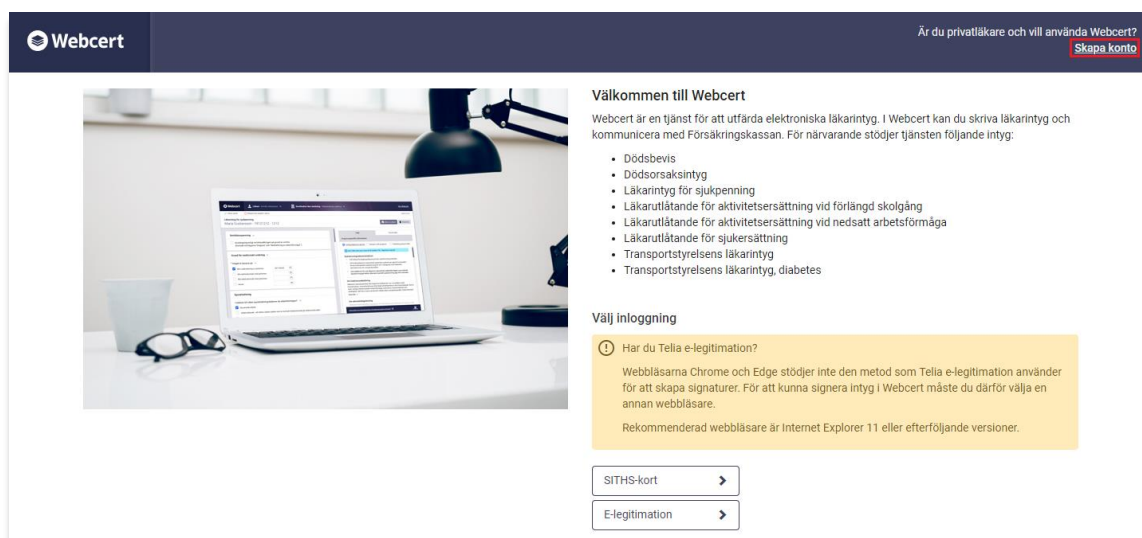 Webcert
Är du privatläkare och vill använda Webcert?
Skapa konto
Välkommen till Webcert
Webcert är en tjänst för att utfärda elektroniska läkarintyg. I Webcert kan du skriva läkarintyg och
kommunicera med Försäkringskassan. För närvarande stödjer tjänsten följande intyg:
Dödsbevis
Dödsorsaksintyg
Läkarintyg för sjukpenning
Läkarutlåtande för aktivitetsersättning vid förlängd skolgång
Läkarutlåtande för aktivitetsersättning vid nedsatt arbetsförmåga
Läkarutlåtande för sjukersättning
Transportstyrelsens läkarintyg
Transportstyrelsens läkarintyg, diabetes
Välj inloggning
Har du Telia e-legitimation?
Webbläsarna Chrome och Edge stödjer inte den metod som Telia e-legitimation använder
för att skapa signaturer. För att kunna signera intyg i Webcert måste du därför välja en
annan webbläsare.
Rekommenderad webbläsare är Internet Explorer 11 eller efterföljande versioner.
SITHS-kort
E-legitimation